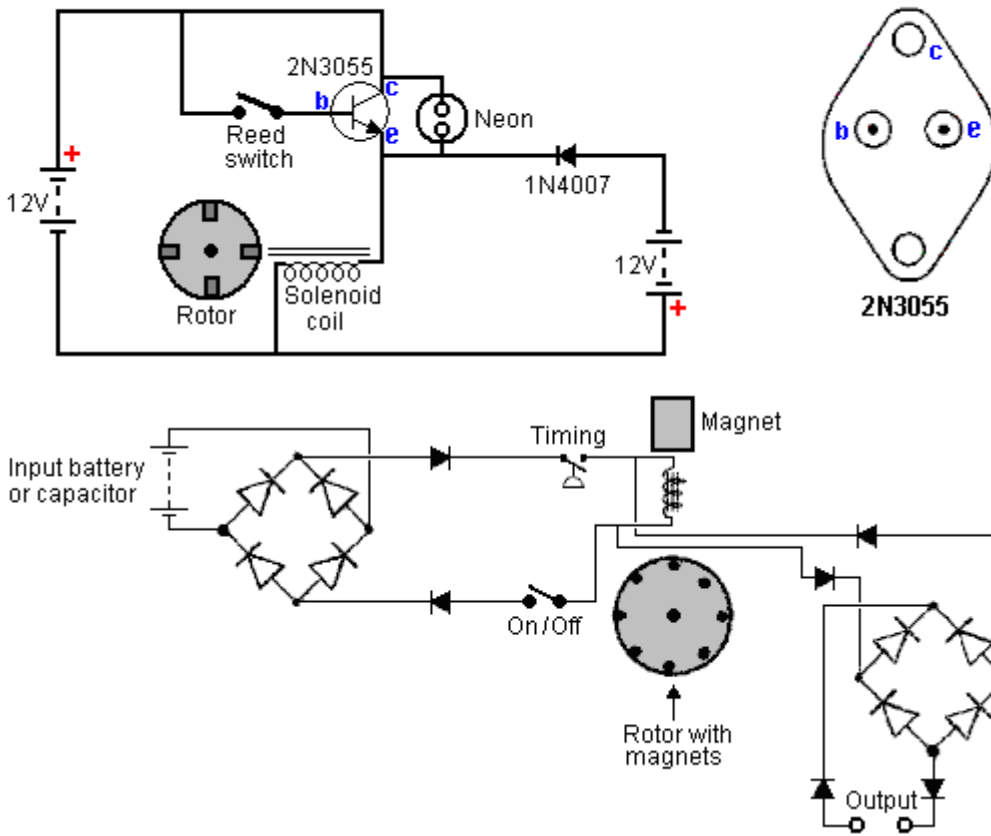 2N3055
b
c
e
Neon
Reed
switch
1N4007
+
12V
12V
+
Rotor
Solenoid
coil
c
b
e
2N3055
Input battery
or capacitor
Timing
Magnet
On/Off
Rotor with
magnets
Output